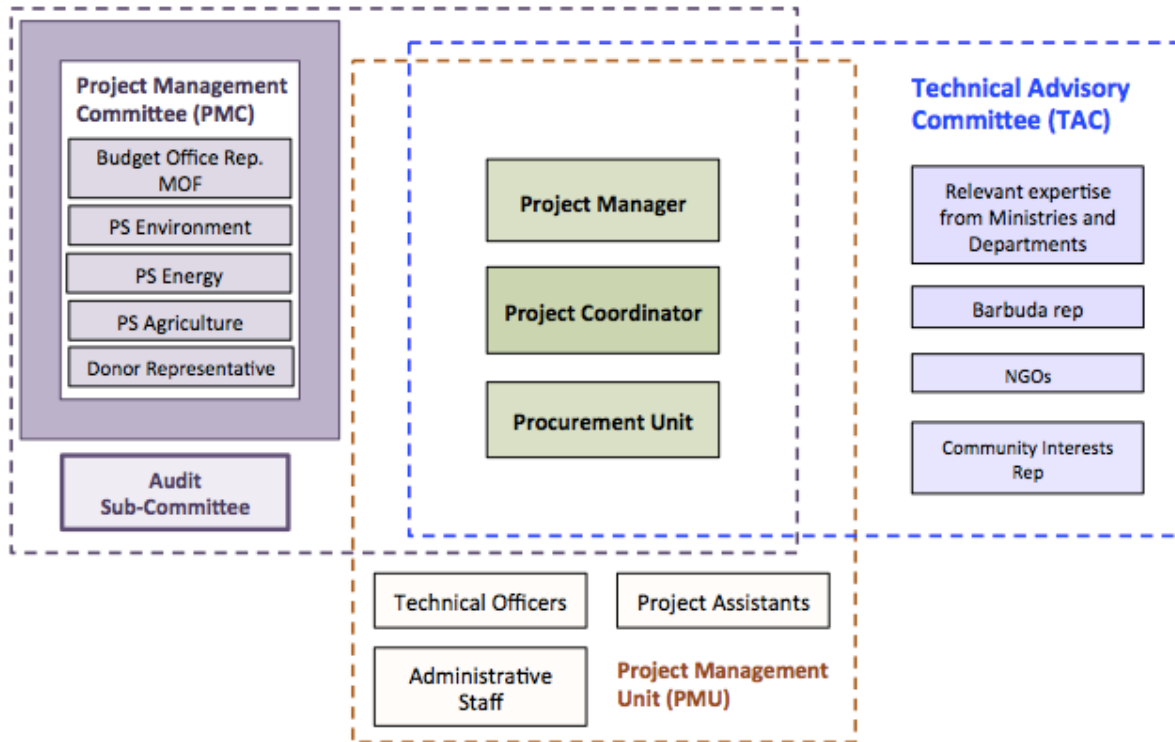 Project Management
Committee (PMC)
Budget Office Rep.
MOF
PS Environment
PS Energy
PS Agriculture
Donor Representative
Audit
Sub-Committee
Project Manager
Project Coordinator
Procurement Unit
Technical Advisory
Committee (TAC)
Relevant expertise
from Ministries and
Departments
Barbuda rep
NGOs
Community Interests
Rep
Technical Officers
Project Assistants
Administrative
Staff
Project Management
Unit (PMU)